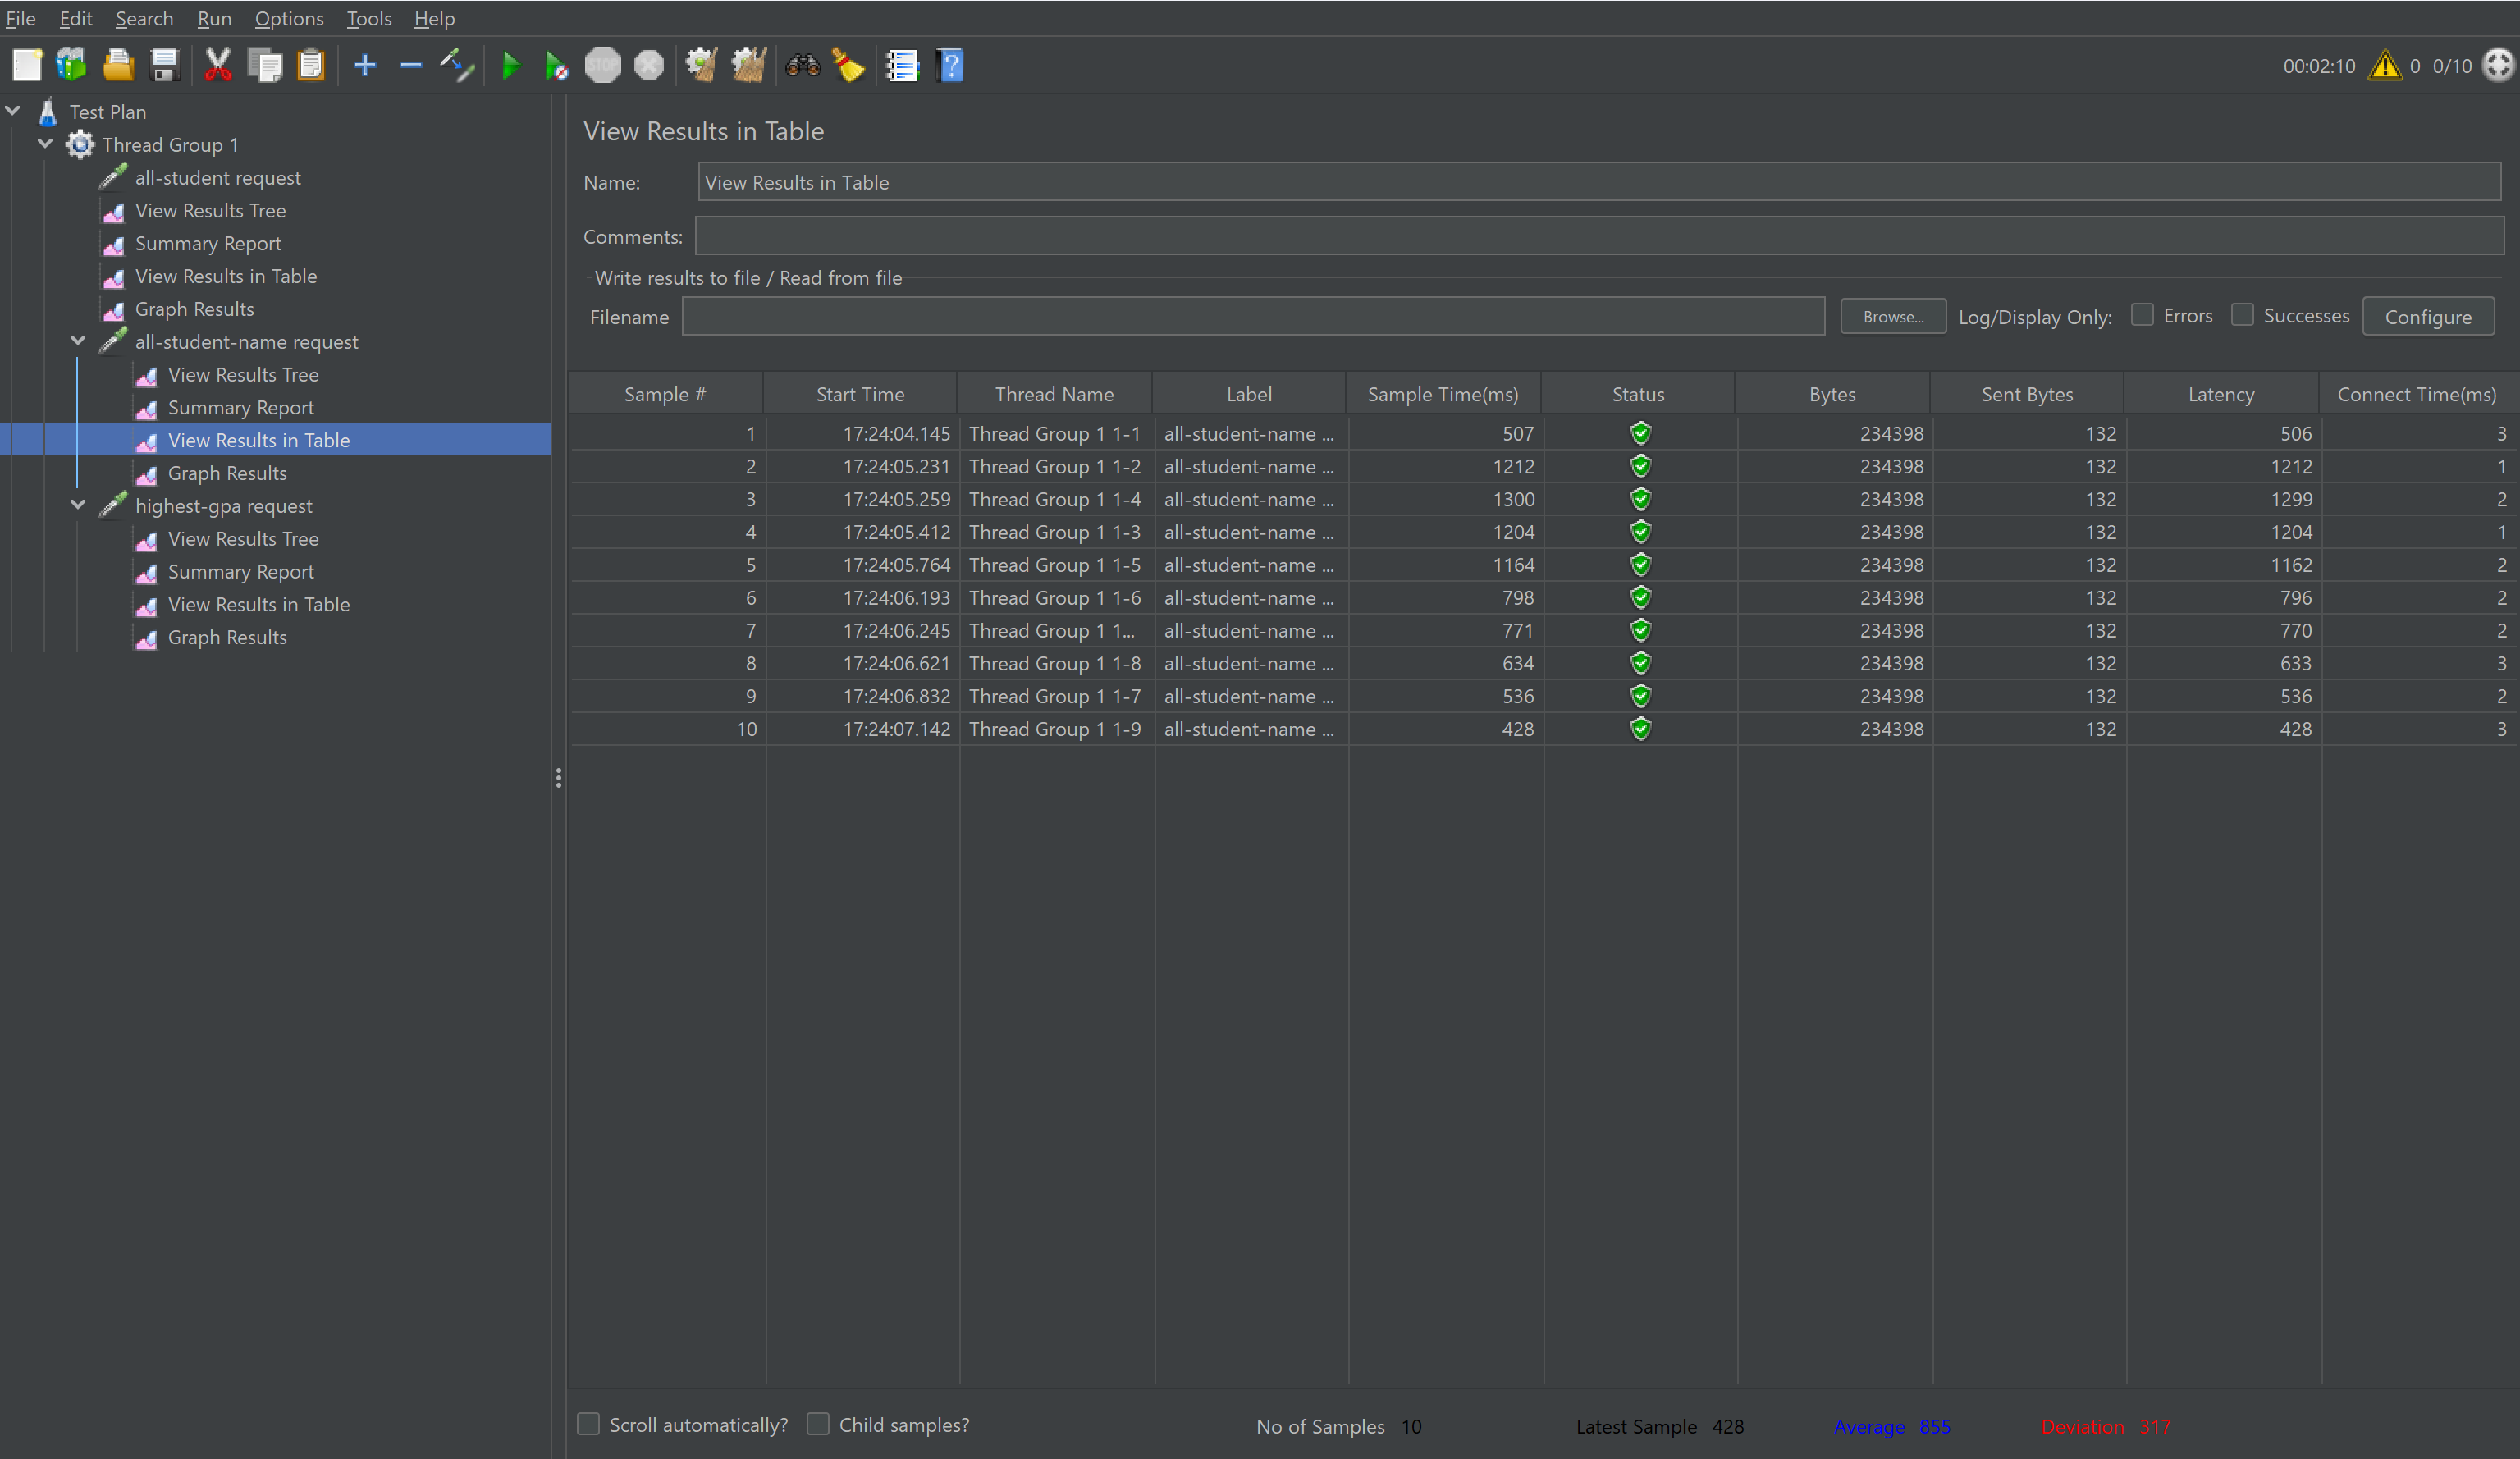 File Edit Search Run Options Tools Help
STOP ? 00:02:10 0 0/10
Test Plan
Thread Group 1
all-student request
View Results Tree
Summary Report
View Results in Table
Graph Results
all-student-name request
View Results Tree
Summary Report
View Results in Table
Graph Results
highest-gpa request
View Results Tree
Summary Report
View Results in Table
Graph Results
View Results in Table
Name: View Results in Table
Comments:
Write results to file / Read from file
Filename Browse... Log/Display Only: Errors Successes Configure
Sample # Start Time Thread Name Label Sample Time(ms) Status Bytes Sent Bytes Latency Connect Time(ms)
1 17:24:04.145 Thread Group 1 1-1 all-student-name ... 507 234398 132 506 3
2 17:24:05.231 Thread Group 1 1-2 all-student-name ... 1212 234398 132 1212 1
3 17:24:05.259 Thread Group 1 1-4 all-student-name ... 1300 234398 132 1299 2
4 17:24:05.412 Thread Group 1 1-3 all-student-name ... 1204 234398 132 1204 1
5 17:24:05.764 Thread Group 1 1-5 all-student-name ... 1164 234398 132 1162 2
6 17:24:06.193 Thread Group 1 1-6 all-student-name ... 798 234398 132 796 2
7 17:24:06.245 Thread Group 1 1... all-student-name ... 771 234398 132 770 2
8 17:24:06.621 Thread Group 1 1-8 all-student-name ... 634 234398 132 633 3
9 17:24:06.832 Thread Group 1 1-7 all-student-name ... 536 234398 132 536 2
10 17:24:07.142 Thread Group 1 1-9 all-student-name ... 428 234398 132 428 3
Scroll automatically? Child samples? No of Samples 10 Latest Sample 428 Average 855 Deviation 317